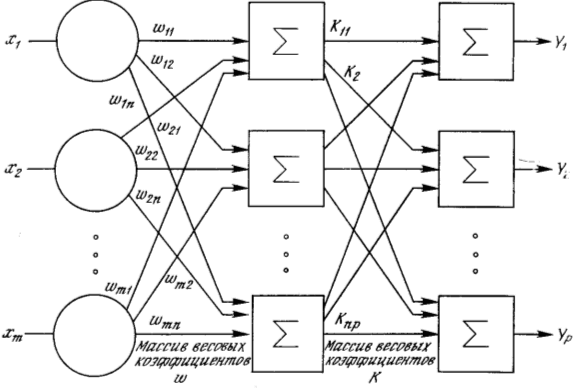 x1 w11 Σ K11 Σ Y1
w12 K2
w1n
w21
x2 w22 Σ Σ Y2
w2n
wm1
wm2
xm wmn Σ Knp Σ Yp
Массив весовых Массив весовых
коэффициентов коэффициентов
w K